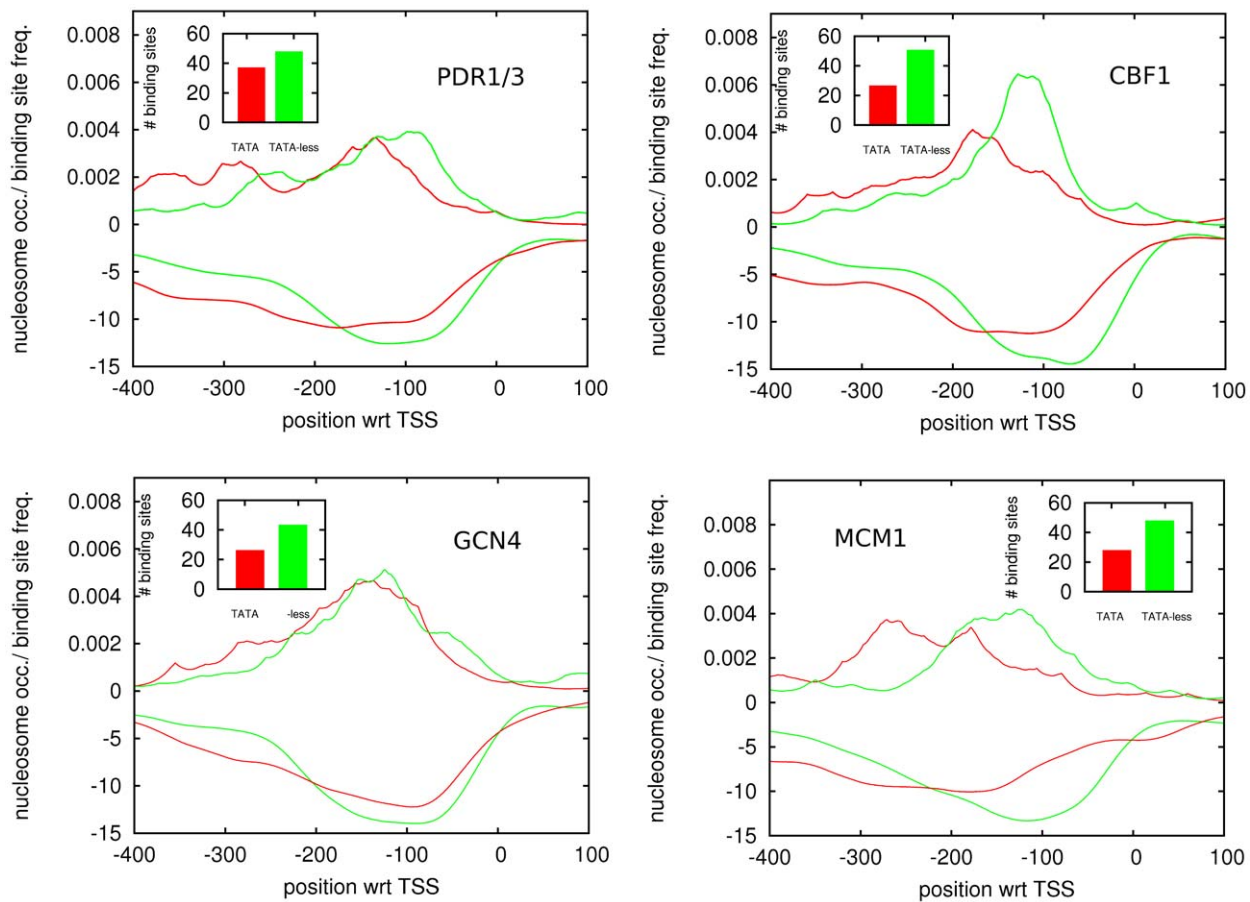 nucleosome occ./ binding site freq.
0.008
0.006
0.004
0.002
0
-5
-10
-15
-400 -300 -200 -100 0 100
position wrt TSS
# binding sites
60
40
20
0
TATA TATA-less
PDR1/3
nucleosome occ./ binding site freq.
0.008
0.006
0.004
0.002
0
-5
-10
-15
-400 -300 -200 -100 0 100
position wrt TSS
# binding sites
60
40
20
0
TATA TATA-less
CBF1
nucleosome occ./ binding site freq.
0.008
0.006
0.004
0.002
0
-5
-10
-15
-400 -300 -200 -100 0 100
position wrt TSS
# binding sites
60
40
20
0
TATA -less
GCN4
nucleosome occ./ binding site freq.
0.008
0.006
0.004
0.002
0
-5
-10
-15
-400 -300 -200 -100 0 100
position wrt TSS
MCM1
# binding sites
60
40
20
0
TATA TATA-less